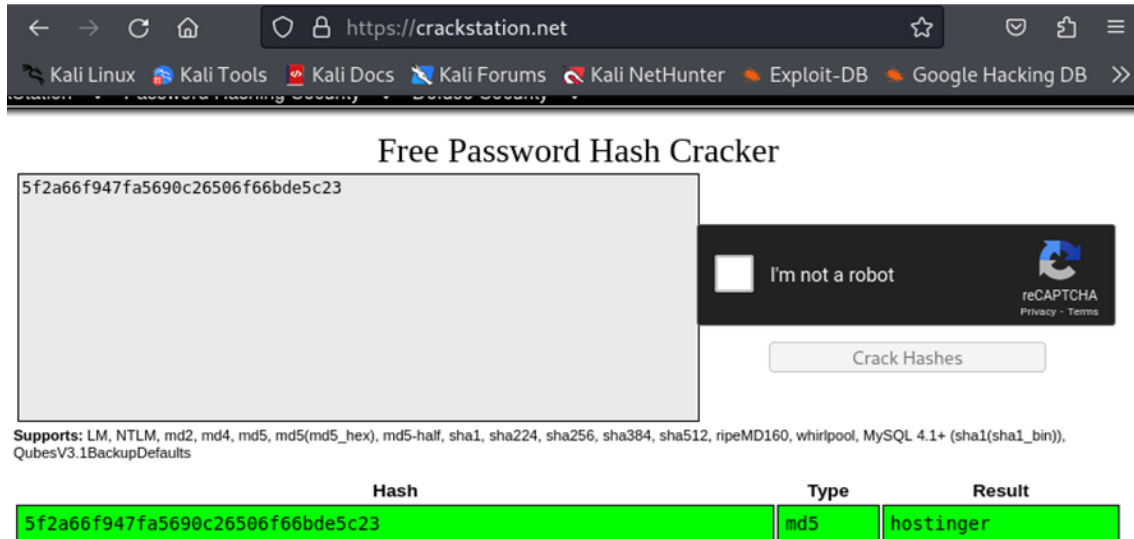 https://crackstation.net
Kali Linux Kali Tools Kali Docs Kali Forums Kali NetHunter Exploit-DB Google Hacking DB
Free Password Hash Cracker
5f2a66f947fa5690c26506f66bde5c23
I'm not a robot
reCAPTCHA
Privacy - Terms
Crack Hashes
Supports: LM, NTLM, md2, md4, md5, md5(md5_hex), md5-half, sha1, sha224, sha256, sha384, sha512, ripeMD160, whirlpool, MySQL 4.1+ (sha1(sha1_bin)),
QubesV3.1BackupDefaults
Hash Type Result
5f2a66f947fa5690c26506f66bde5c23 md5 hostinger